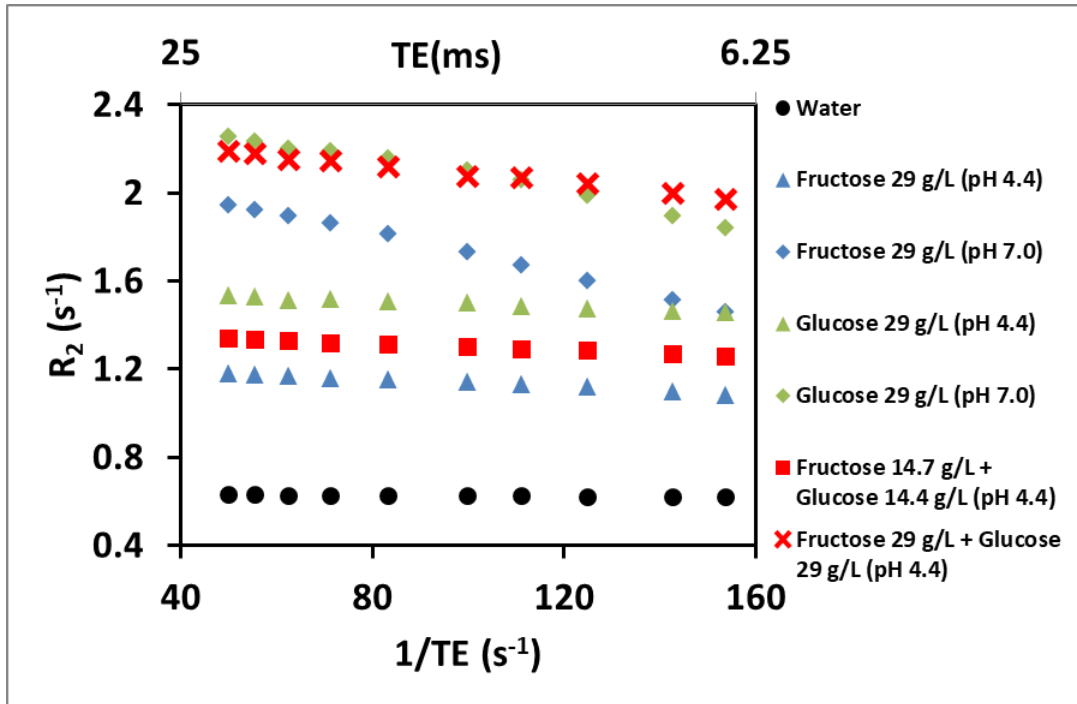 25 TE(ms) 6.25
2.4
2
1.6
1.2
0.8
0.4
R2 (s-1)
40 80 120 160
1/TE (s-1)
Water
Fructose 29 g/L (pH 4.4)
Fructose 29 g/L (pH 7.0)
Glucose 29 g/L (pH 4.4)
Glucose 29 g/L (pH 7.0)
Fructose 14.7 g/L +
Glucose 14.4 g/L (pH 4.4)
Fructose 29 g/L + Glucose
29 g/L (pH 4.4)